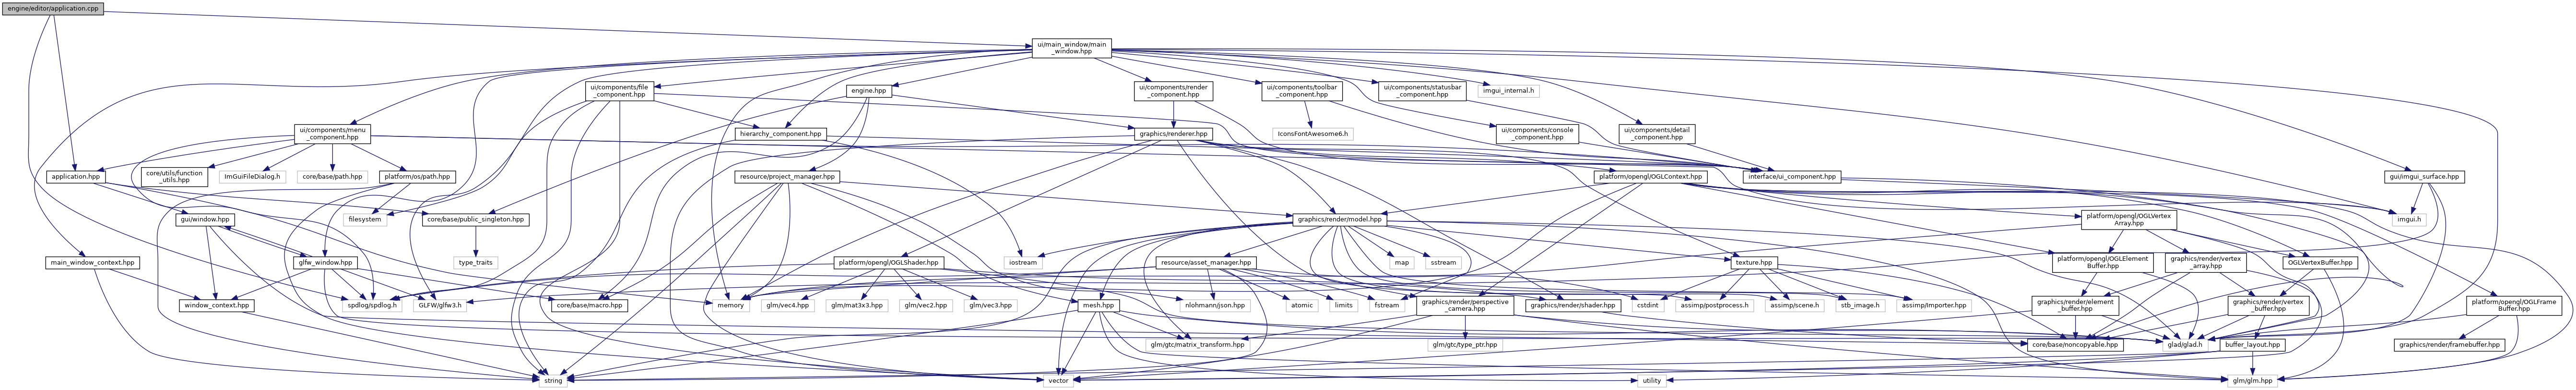 engine/editor/application.cpp
ui/main_window/main
_window.hpp
ui/components/file
_component.hpp
engine.hpp
ui/components/render
_component.hpp
ui/components/toolbar
_component.hpp
ui/components/statusbar
_component.hpp
imgui_internal.h
ui/components/menu
_component.hpp
hierarchy_component.hpp
graphics/renderer.hpp
IconsFontAwesome6.h
ui/components/console
_component.hpp
ui/components/detail
_component.hpp
application.hpp
core/utils/function
_utils.hpp
ImGuiFileDialog.h
core/base/path.hpp
platform/os/path.hpp
resource/project_manager.hpp
interface/ui_component.hpp
platform/opengl/OGLContext.hpp
gui/imgui_surface.hpp
gui/window.hpp
filesystem
core/base/public_singleton.hpp
graphics/render/model.hpp
platform/opengl/OGLVertex
Array.hpp
imgui.h
main_window_context.hpp
glfw_window.hpp
type_traits
platform/opengl/OGLShader.hpp
iostream
resource/asset_manager.hpp
map
sstream
texture.hpp
platform/opengl/OGLElement
Buffer.hpp
graphics/render/vertex
_array.hpp
OGLVertexBuffer.hpp
window_context.hpp
spdlog/spdlog.h
GLFW/glfw3.h
core/base/macro.hpp
memory
glm/vec4.hpp
glm/mat3x3.hpp
glm/vec2.hpp
glm/vec3.hpp
mesh.hpp
nlohmann/json.hpp
atomic
limits
fstream
graphics/render/perspective
_camera.hpp
graphics/render/shader.hpp
cstdint
assimp/postprocess.h
assimp/scene.h
stb_image.h
assimp/Importer.hpp
graphics/render/element
_buffer.hpp
graphics/render/vertex
_buffer.hpp
platform/opengl/OGLFrame
Buffer.hpp
glm/gtc/matrix_transform.hpp
glm/gtc/type_ptr.hpp
core/base/noncopyable.hpp
glad/glad.h
buffer_layout.hpp
graphics/render/framebuffer.hpp
string
vector
utility
glm/glm.hpp